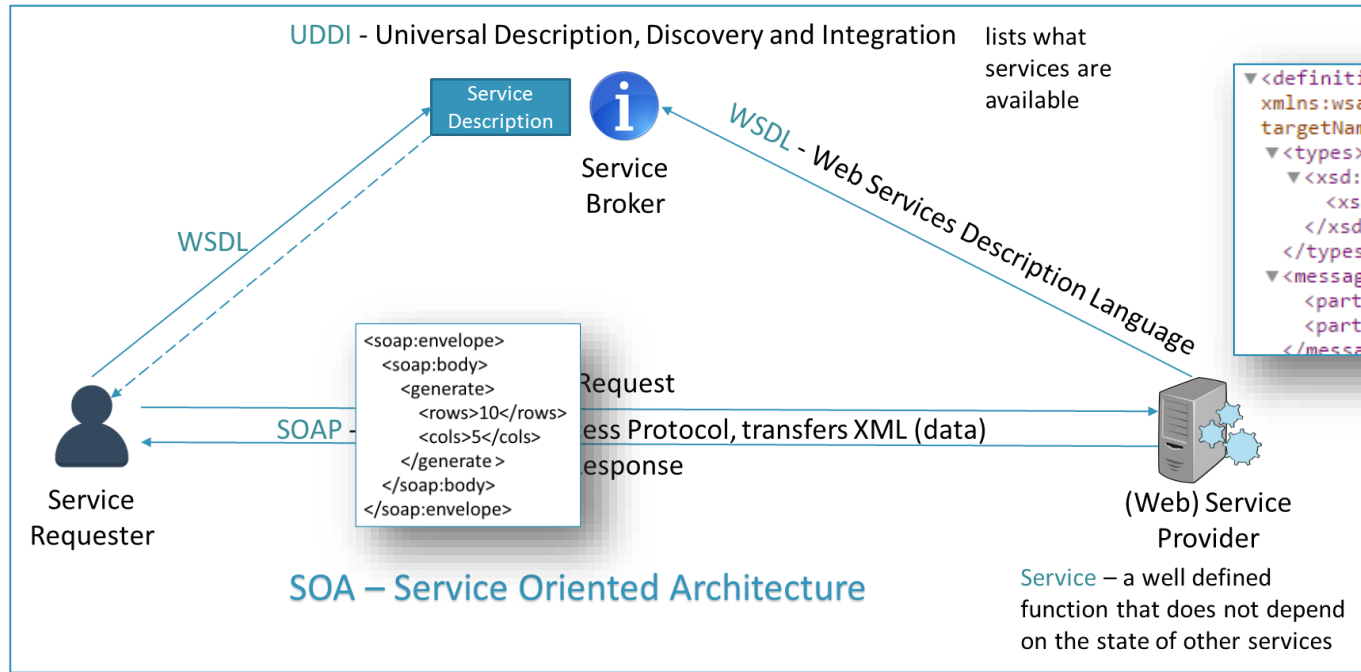 UDDI - Universal Description, Discovery and Integration
lists what
services are
available
Service
Description
i
Service
Broker
WSDL - Web Services Description Language
WSDL
<definiti
xmlns:wsa
targetNam
<types>
<xsd:
<xs
</xsd
</types
<messag
<part
<part
</messa
<soap:envelope>
<soap:body>
<generate>
<rows>10</rows>
<cols>5</cols>
</generate>
</soap:body>
</soap:envelope>
Request
SOAP - ess Protocol, transfers XML (data)
esponse
Service
Requester
(Web) Service
Provider
SOA – Service Oriented Architecture
Service – a well defined
function that does not depend
on the state of other services